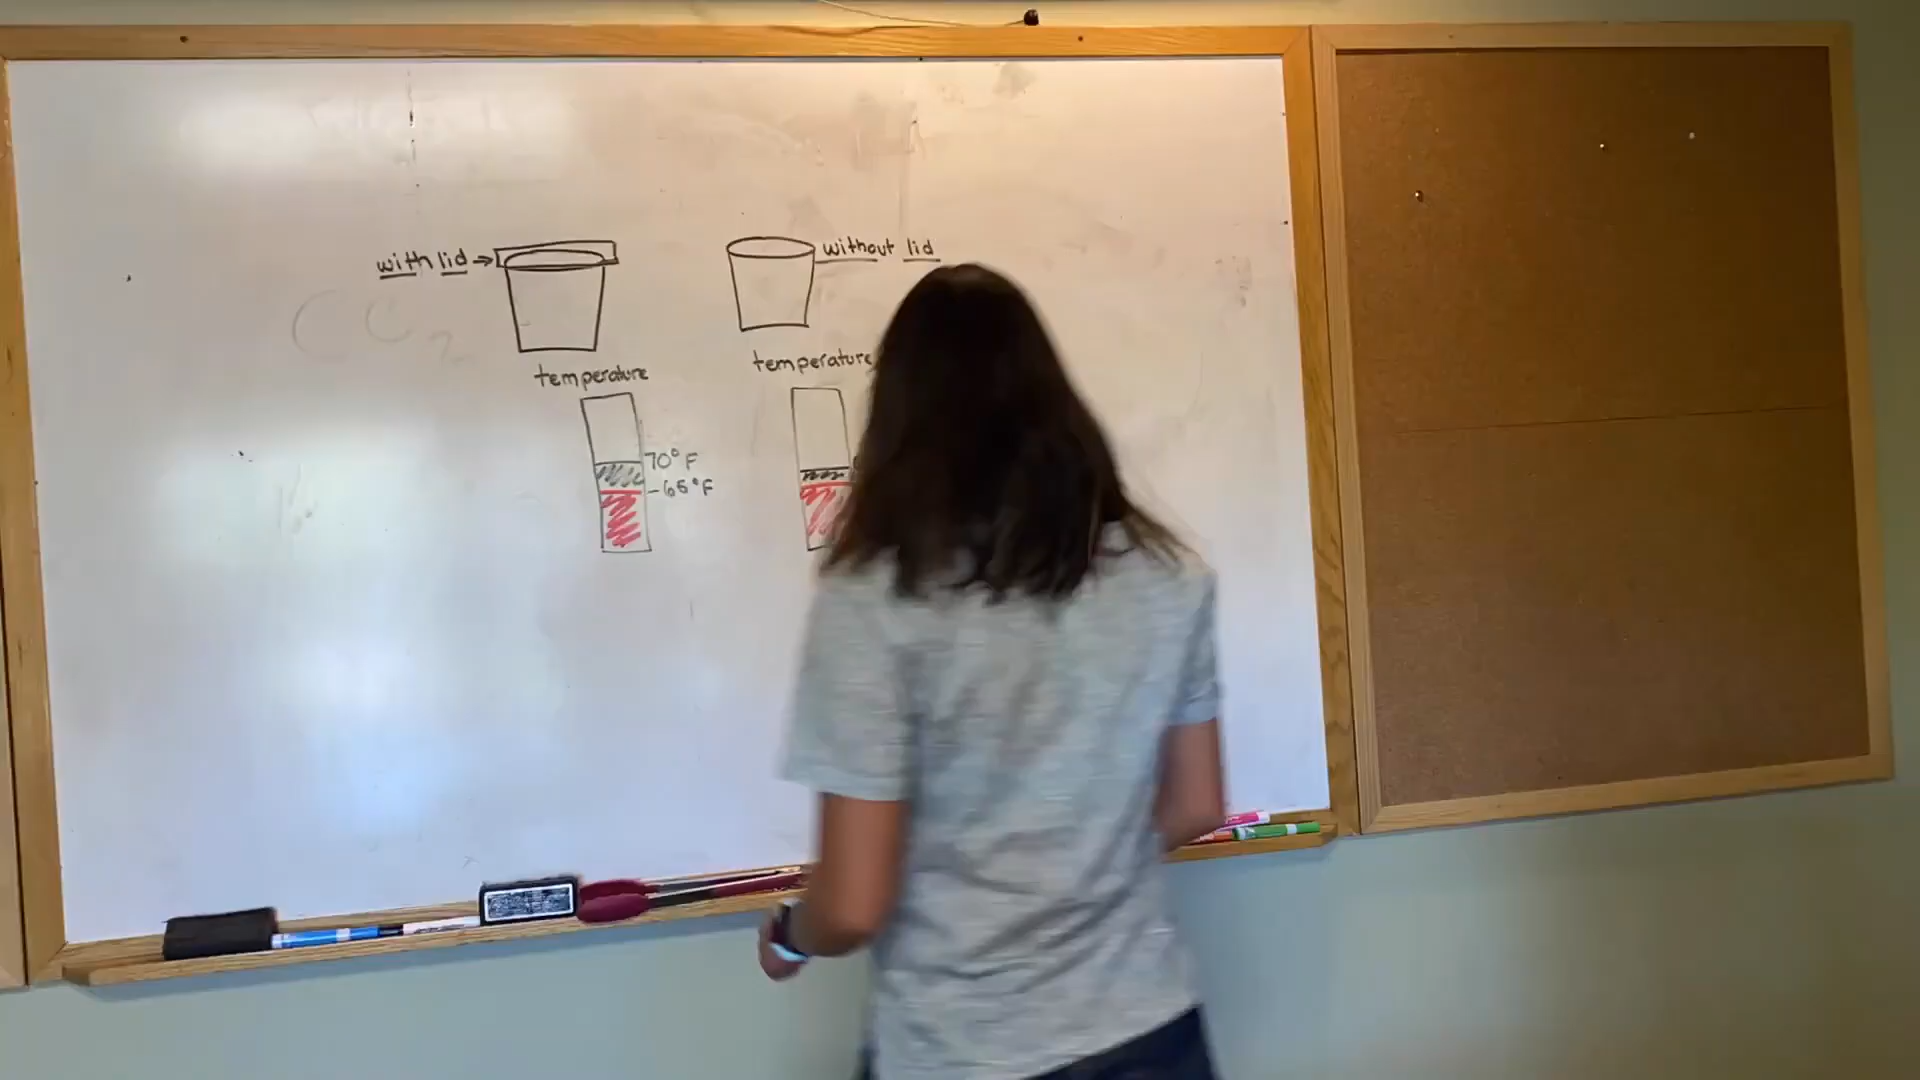 with lid →
without lid
temperature
temperature
70°F
-65°F